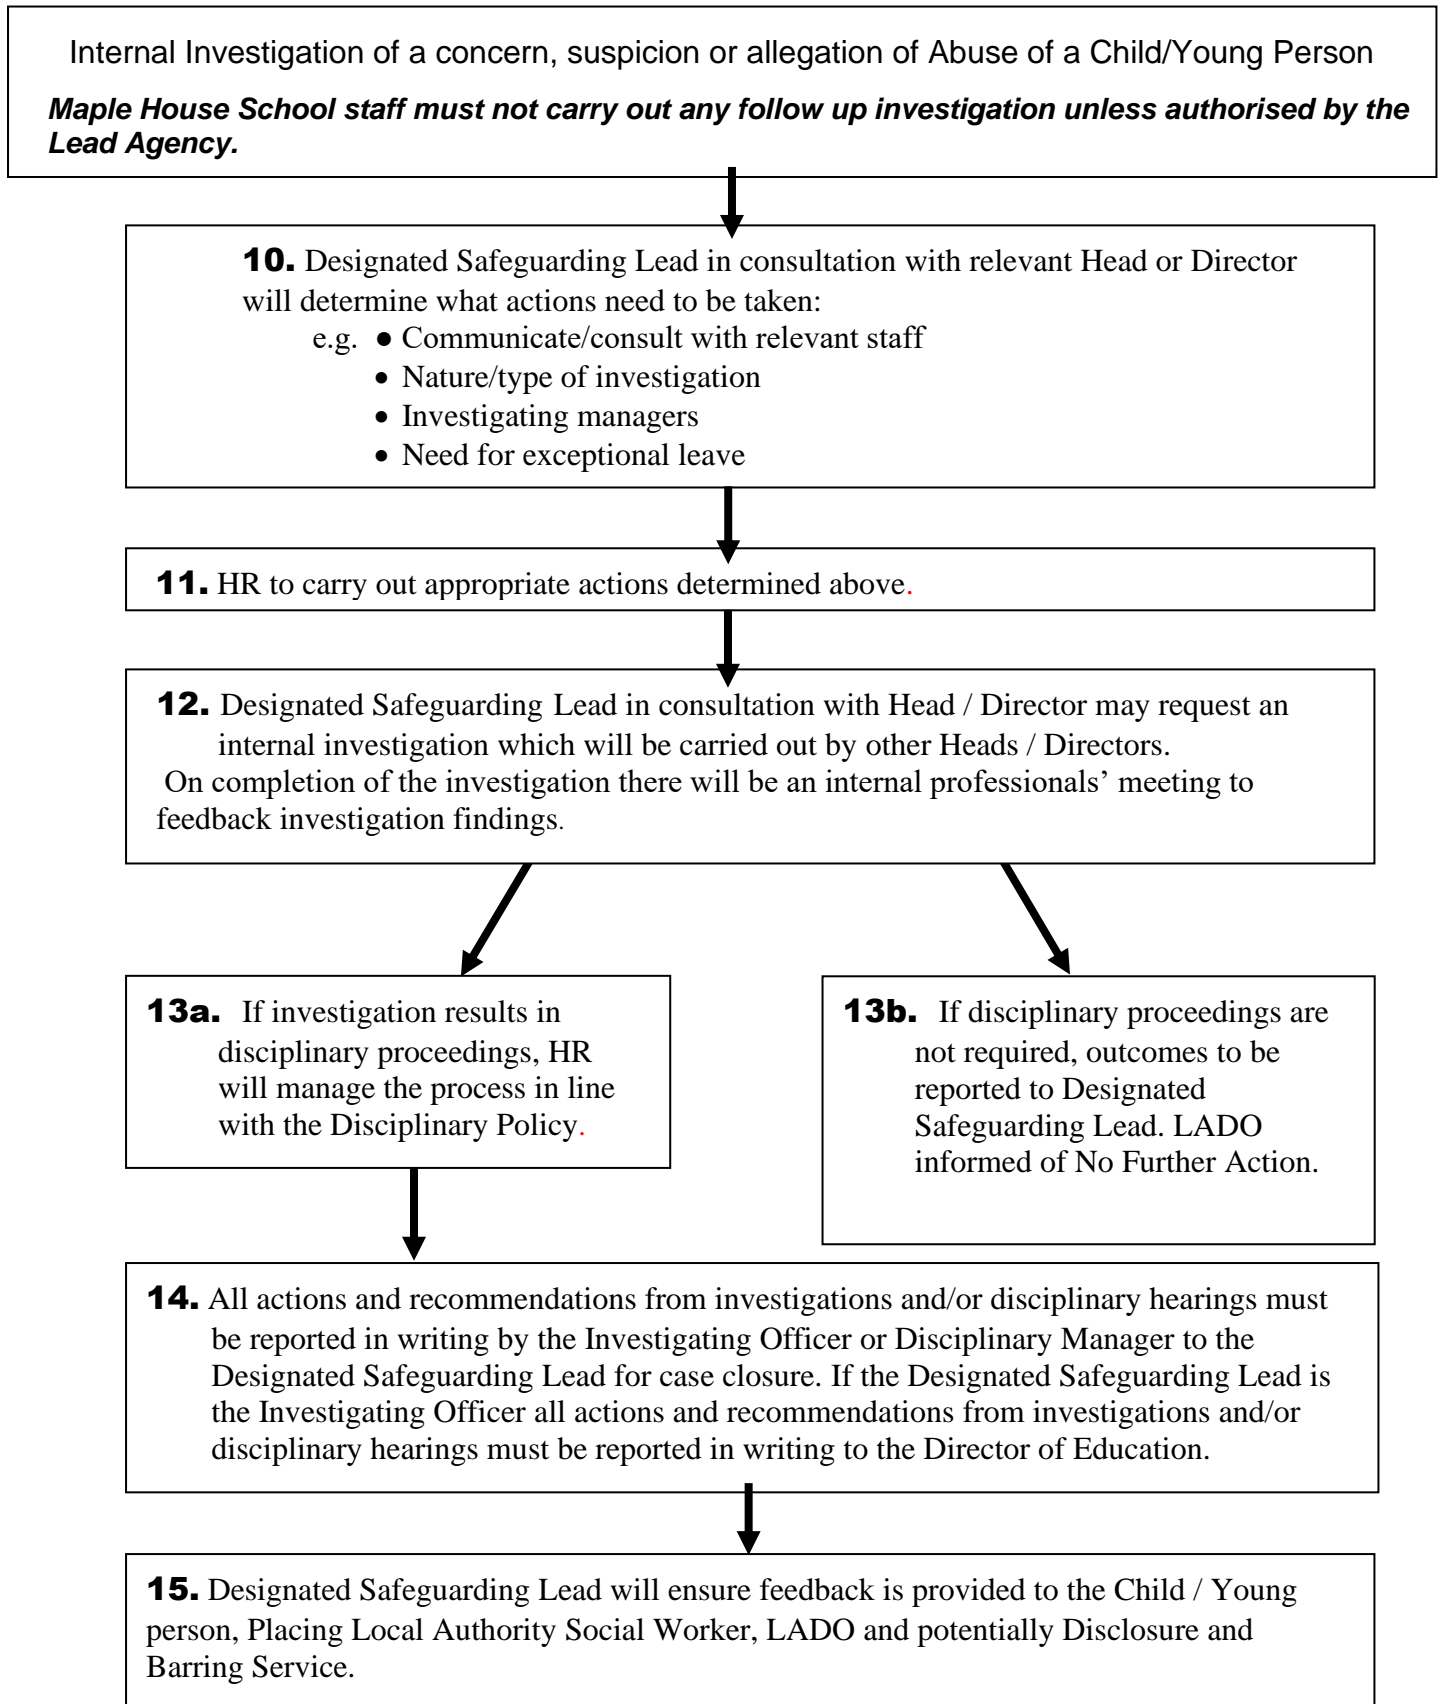 Internal Investigation of a concern, suspicion or allegation of Abuse of a Child/Young Person
Maple House School staff must not carry out any follow up investigation unless authorised by the
Lead Agency.
10. Designated Safeguarding Lead in consultation with relevant Head or Director
will determine what actions need to be taken:
e.g. ● Communicate/consult with relevant staff
• Nature/type of investigation
• Investigating managers
• Need for exceptional leave
11. HR to carry out appropriate actions determined above.
12. Designated Safeguarding Lead in consultation with Head / Director may request an
internal investigation which will be carried out by other Heads / Directors.
On completion of the investigation there will be an internal professionals’ meeting to
feedback investigation findings.
13a. If investigation results in
disciplinary proceedings, HR
will manage the process in line
with the Disciplinary Policy.
13b. If disciplinary proceedings are
not required, outcomes to be
reported to Designated
Safeguarding Lead. LADO
informed of No Further Action.
14. All actions and recommendations from investigations and/or disciplinary hearings must
be reported in writing by the Investigating Officer or Disciplinary Manager to the
Designated Safeguarding Lead for case closure. If the Designated Safeguarding Lead is
the Investigating Officer all actions and recommendations from investigations and/or
disciplinary hearings must be reported in writing to the Director of Education.
15. Designated Safeguarding Lead will ensure feedback is provided to the Child / Young
person, Placing Local Authority Social Worker, LADO and potentially Disclosure and
Barring Service.